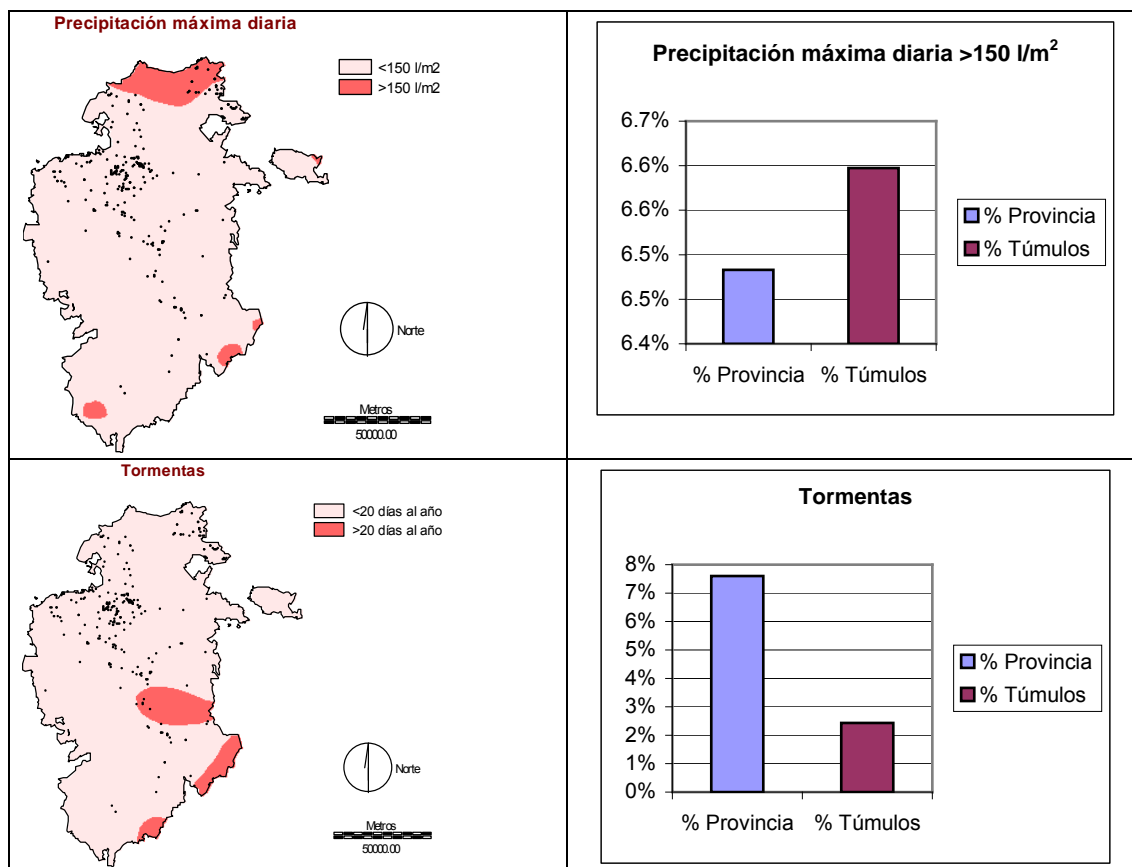 Precipitación máxima diaria
<150 l/m2
>150 l/m2
Norte
Metros
50000.00
Precipitación máxima diaria >150 l/m²
6.7%
6.6%
6.6%
6.5%
6.5%
6.4%
% Provincia % Túmulos
% Provincia
% Túmulos
Tormentas
<20 días al año
>20 días al año
Norte
Metros
50000.00
Tormentas
8%
7%
6%
5%
4%
3%
2%
1%
0%
% Provincia % Túmulos
% Provincia
% Túmulos